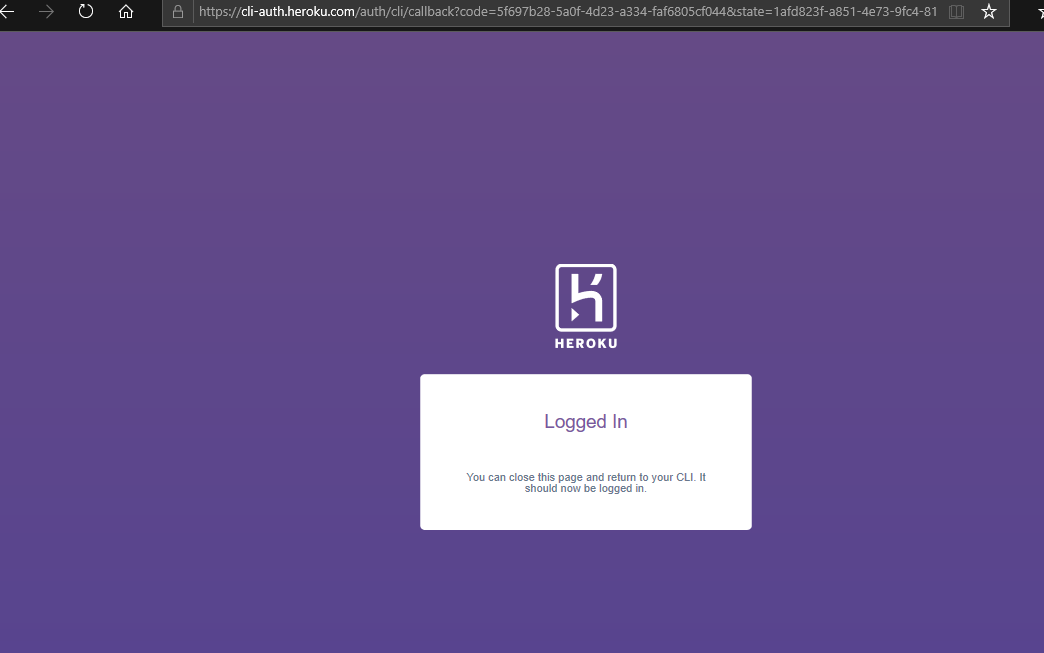 https://cli-auth.heroku.com/auth/cli/callback?code=5f697b28-5a0f-4d23-a334-faf6805cf044&state=1afd823f-a851-4e73-9fc4-81
HEROKU
Logged In
You can close this page and return to your CLI. It
should now be logged in.